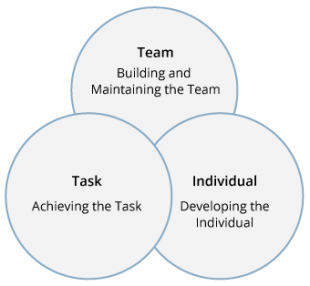 Team
Building and
Maintaining the Team
Task
Achieving the Task
Individual
Developing the
Individual